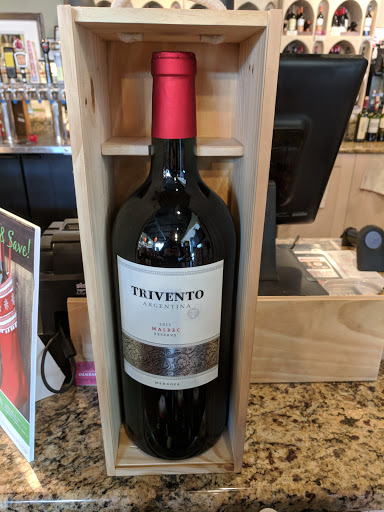 & Save!
TRIVENTO
ARGENTINA
MALBEC
RESERVE
MENDOZA